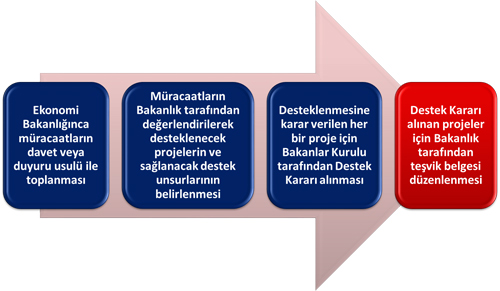 Ekonomi
Bakanlığınca
müracaatların
davet veya
duyuru usulü ile
toplanması
Müracaatların
Bakanlık tarafından
değerlendirilerek
desteklenecek
projelerin ve
sağlanacak destek
unsurlarının
belirlenmesi
Desteklenmesine
karar verilen her
bir proje için
Bakanlar Kurulu
tarafından Destek
Kararı alınması
Destek Kararı
alınan projeler
için Bakanlık
tarafından
teşvik belgesi
düzenlenmesi